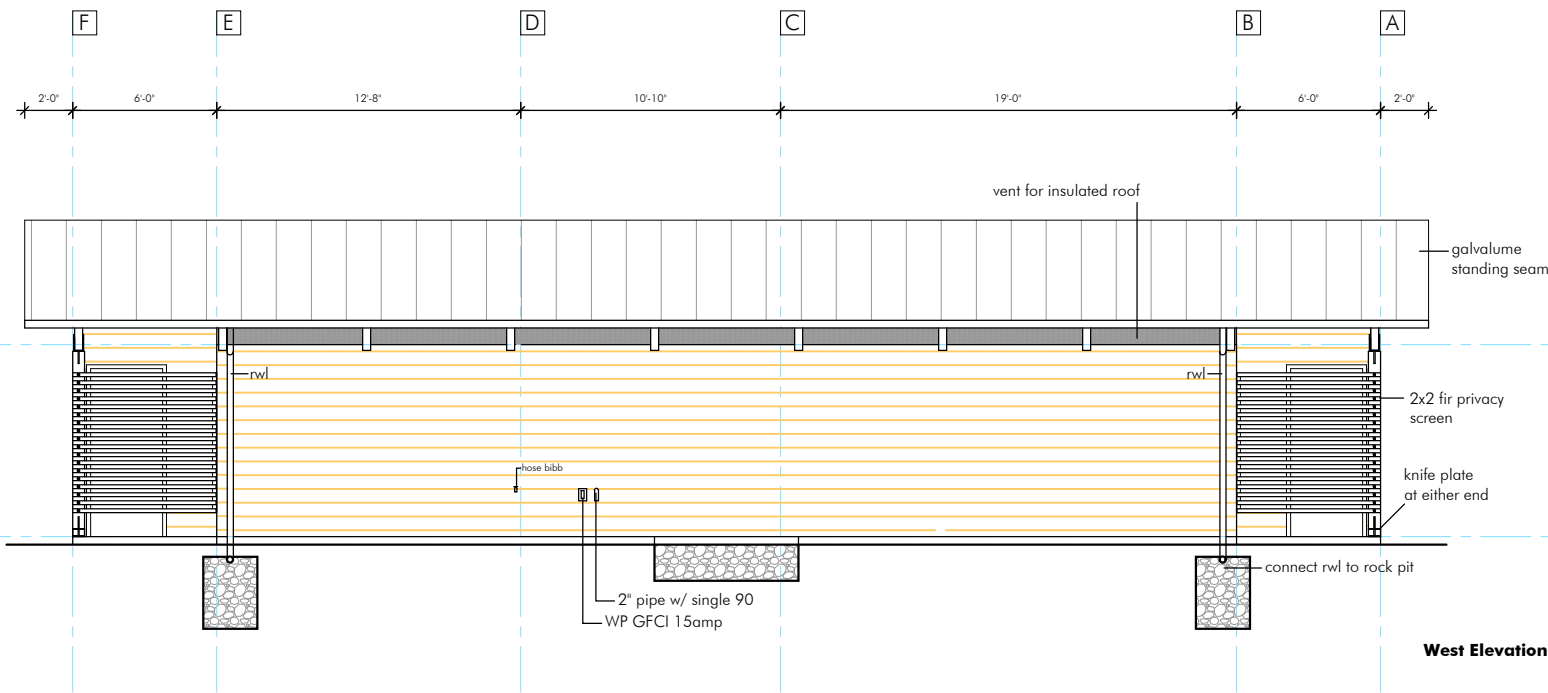 F E D C B A
2'-0" 6'-0" 12'-8" 10'-10" 19'-0" 6'-0" 2'-0"
vent for insulated roof
galvalume
standing seam
rwl
rwl
2x2 fir privacy
screen
hose bibb
knife plate
at either end
connect rwl to rock pit
2" pipe w/ single 90
WP GFCI 15amp
West Elevation